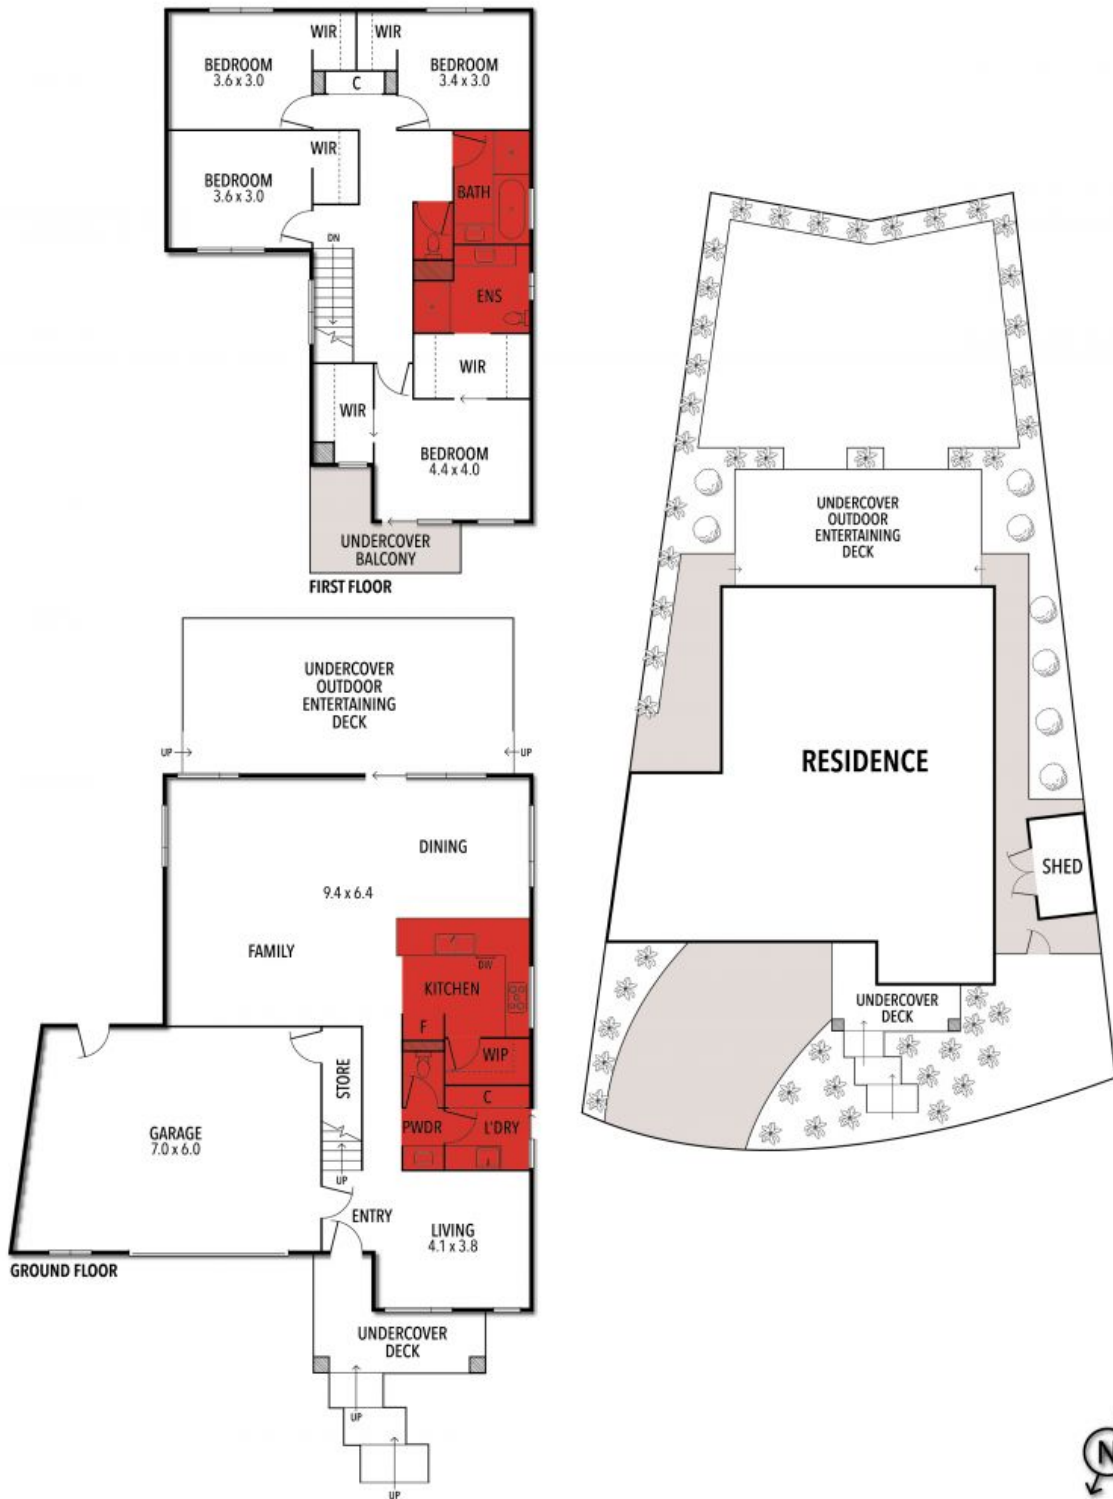 WIR
WIR
BEDROOM
3.6 x 3.0
BEDROOM
3.4 x 3.0
C
WIR
BEDROOM
3.6 x 3.0
BATH
DN
ENS
WIR
WIR
BEDROOM
4.4 x 4.0
UNDERCOVER
BALCONY
FIRST FLOOR
UNDERCOVER
OUTDOOR
ENTERTAINING
DECK
UP
UP
DINING
9.4 x 6.4
FAMILY
DW
KITCHEN
F
WIP
STORE
C
PWDR
L'DRY
GARAGE
7.0 x 6.0
UP
ENTRY
LIVING
4.1 x 3.8
GROUND FLOOR
UNDERCOVER
DECK
UP
UP
UNDERCOVER
OUTDOOR
ENTERTAINING
DECK
RESIDENCE
SHED
UNDERCOVER
DECK
N